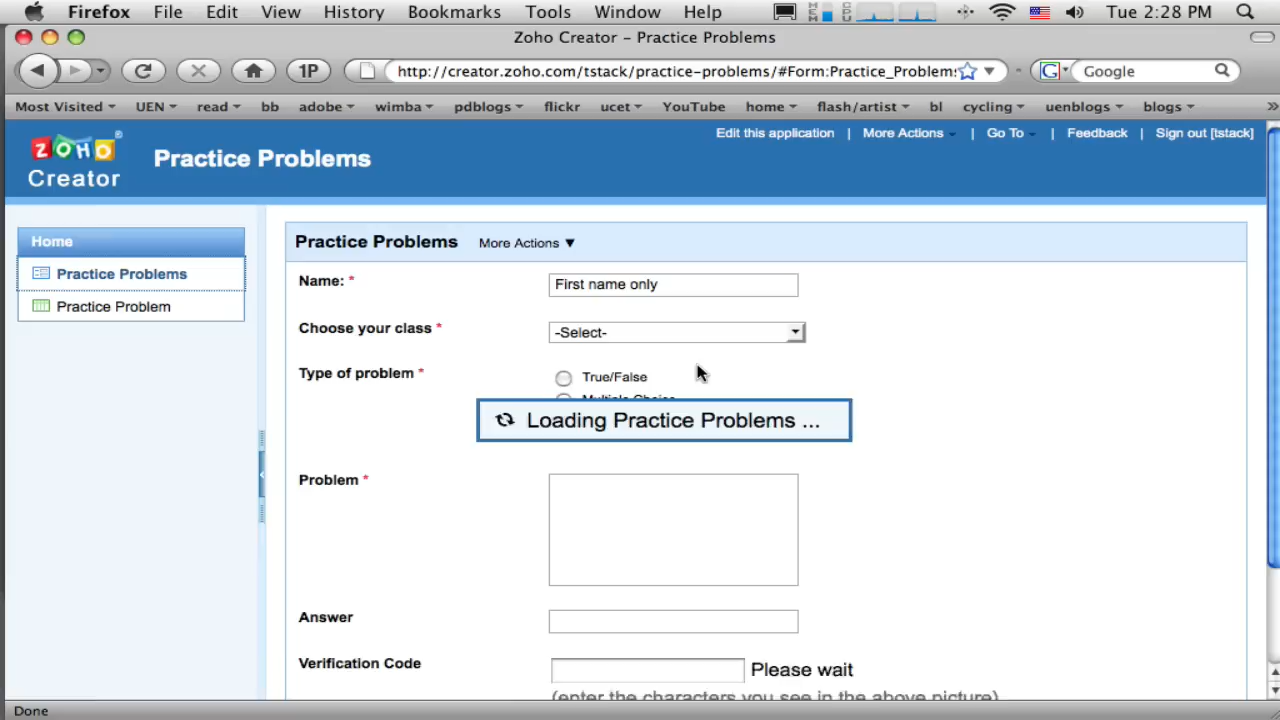 Firefox File Edit View History Bookmarks Tools Window Help Tue 2:28 PM
Zoho Creator – Practice Problems
1P http://creator.zoho.com/tstack/practice-problems/#Form:Practice_Problem: G Google
Most Visited UEN read bb adobe wimba pdblogs flickr ucet YouTube home flash/artist bl cycling uenblogs blogs »
Edit this application | More Actions | Go To | Feedback | Sign out [tstack]
ZOHO® Creator
Practice Problems
Home
Practice Problems
Practice Problem
Practice Problems More Actions ▼
Name: * First name only
Choose your class * -Select-
Type of problem * True/False
Multiple Choice
Loading Practice Problems ...
Problem *
Answer
Verification Code Please wait
(enter the characters you see in the above picture)
Done